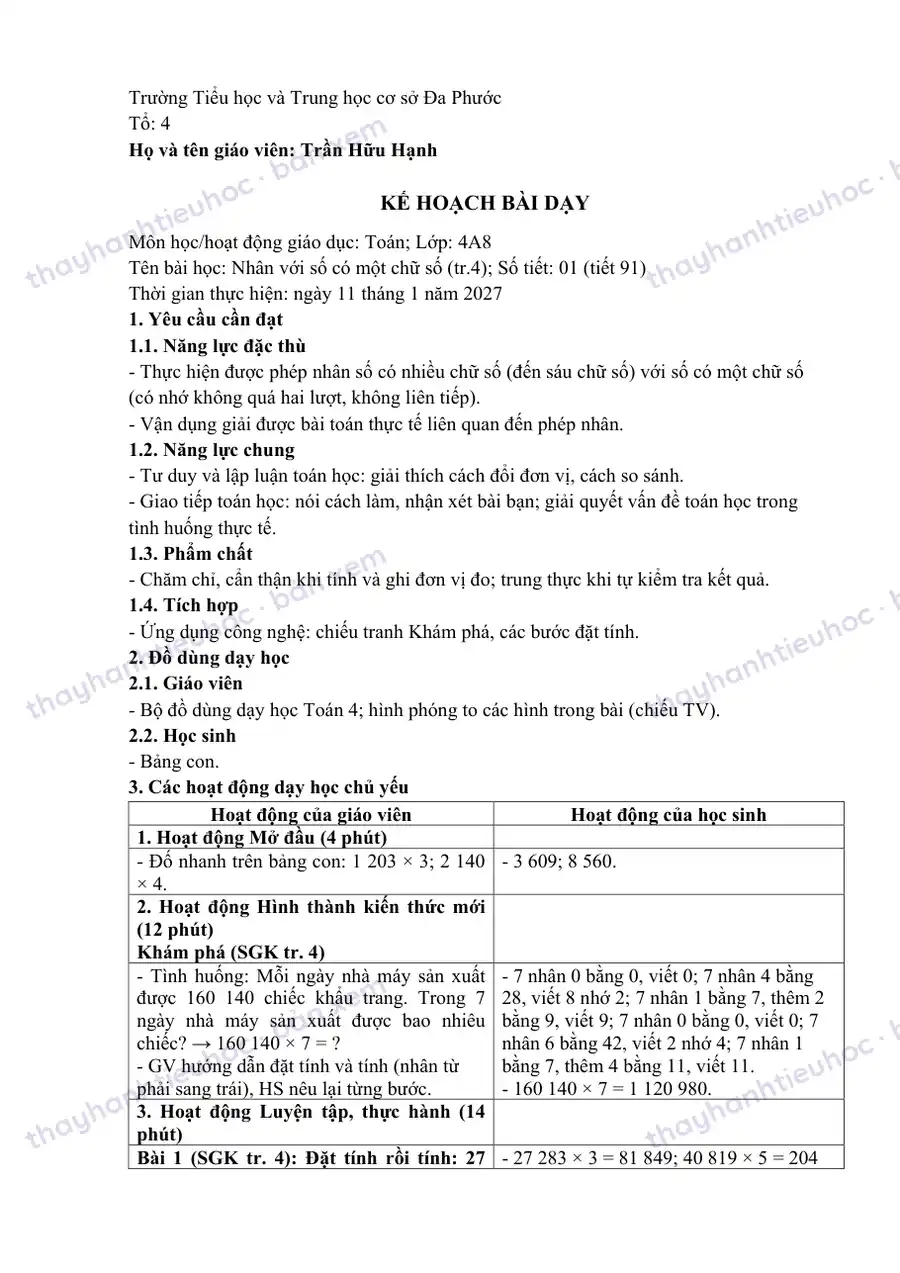 Trường Tiểu học và Trung học cơ sở Đa Phước
Tổ: 4
Họ và tên giáo viên: Trần Hữu Hạnh
KẾ HOẠCH BÀI DẠY
Môn học/hoạt động giáo dục: Toán; Lớp: 4A8
Tên bài học: Nhân với số có một chữ số (tr.4); Số tiết: 01 (tiết 91)
Thời gian thực hiện: ngày 11 tháng 1 năm 2027
1. Yêu cầu cần đạt
1.1. Năng lực đặc thù
- Thực hiện được phép nhân số có nhiều chữ số (đến sáu chữ số) với số có một chữ số
(có nhớ không quá hai lượt, không liên tiếp).
- Vận dụng giải được bài toán thực tế liên quan đến phép nhân.
1.2. Năng lực chung
- Tư duy và lập luận toán học: giải thích cách đổi đơn vị, cách so sánh.
- Giao tiếp toán học: nói cách làm, nhận xét bài bạn; giải quyết vấn đề toán học trong
tình huống thực tế.
1.3. Phẩm chất
- Chăm chỉ, cẩn thận khi tính và ghi đơn vị đo; trung thực khi tự kiểm tra kết quả.
1.4. Tích hợp
- Ứng dụng công nghệ: chiếu tranh Khám phá, các bước đặt tính.
2. Đồ dùng dạy học
2.1. Giáo viên
- Bộ đồ dùng dạy học Toán 4; hình phóng to các hình trong bài (chiếu TV).
2.2. Học sinh
- Bảng con.
3. Các hoạt động dạy học chủ yếu
Hoạt động của giáo viên
Hoạt động của học sinh
1. Hoạt động Mở đầu (4 phút)
- Đố nhanh trên bảng con: 1 203 × 3; 2 140
× 4.
- 3 609; 8 560.
2. Hoạt động Hình thành kiến thức mới
(12 phút)
Khám phá (SGK tr. 4)
- Tình huống: Mỗi ngày nhà máy sản xuất
được 160 140 chiếc khẩu trang. Trong 7
ngày nhà máy sản xuất được bao nhiêu
chiếc? → 160 140 × 7 = ?
- GV hướng dẫn đặt tính và tính (nhân từ
phải sang trái), HS nêu lại từng bước.
- 7 nhân 0 bằng 0, viết 0; 7 nhân 4 bằng
28, viết 8 nhớ 2; 7 nhân 1 bằng 7, thêm 2
bằng 9, viết 9; 7 nhân 0 bằng 0, viết 0; 7
nhân 6 bằng 42, viết 2 nhớ 4; 7 nhân 1
bằng 7, thêm 4 bằng 11, viết 11.
- 160 140 × 7 = 1 120 980.
3. Hoạt động Luyện tập, thực hành (14
phút)
Bài 1 (SGK tr. 4): Đặt tính rồi tính: 27
- 27 283 × 3 = 81 849; 40 819 × 5 = 204
thayhanhtieuhoc · bản xem
thayhanhtieuhoc · b
thayhanhtieuhoc · bản xem
thayhanhtieuhoc · b
thayhanhtieuhoc · bản xem
thayhanhtieuhoc · b